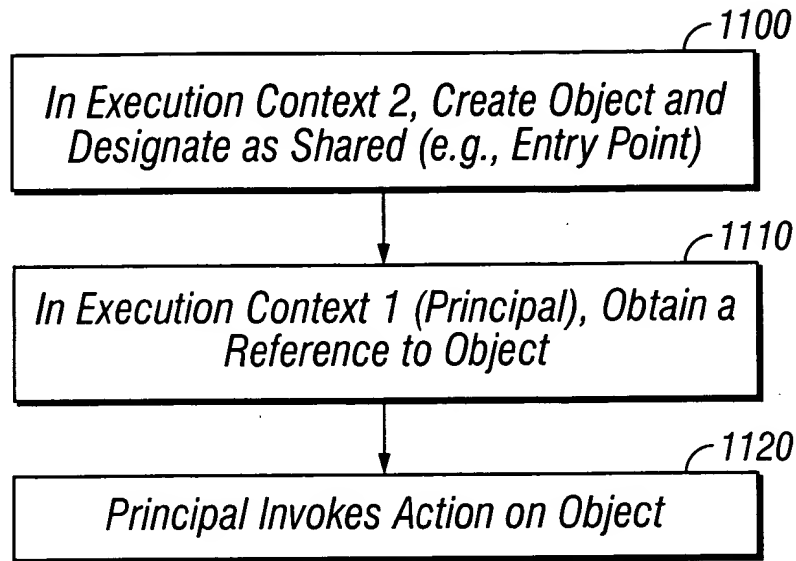 1100
In Execution Context 2, Create Object and
Designate as Shared (e.g., Entry Point)
1110
In Execution Context 1 (Principal), Obtain a
Reference to Object
1120
Principal Invokes Action on Object